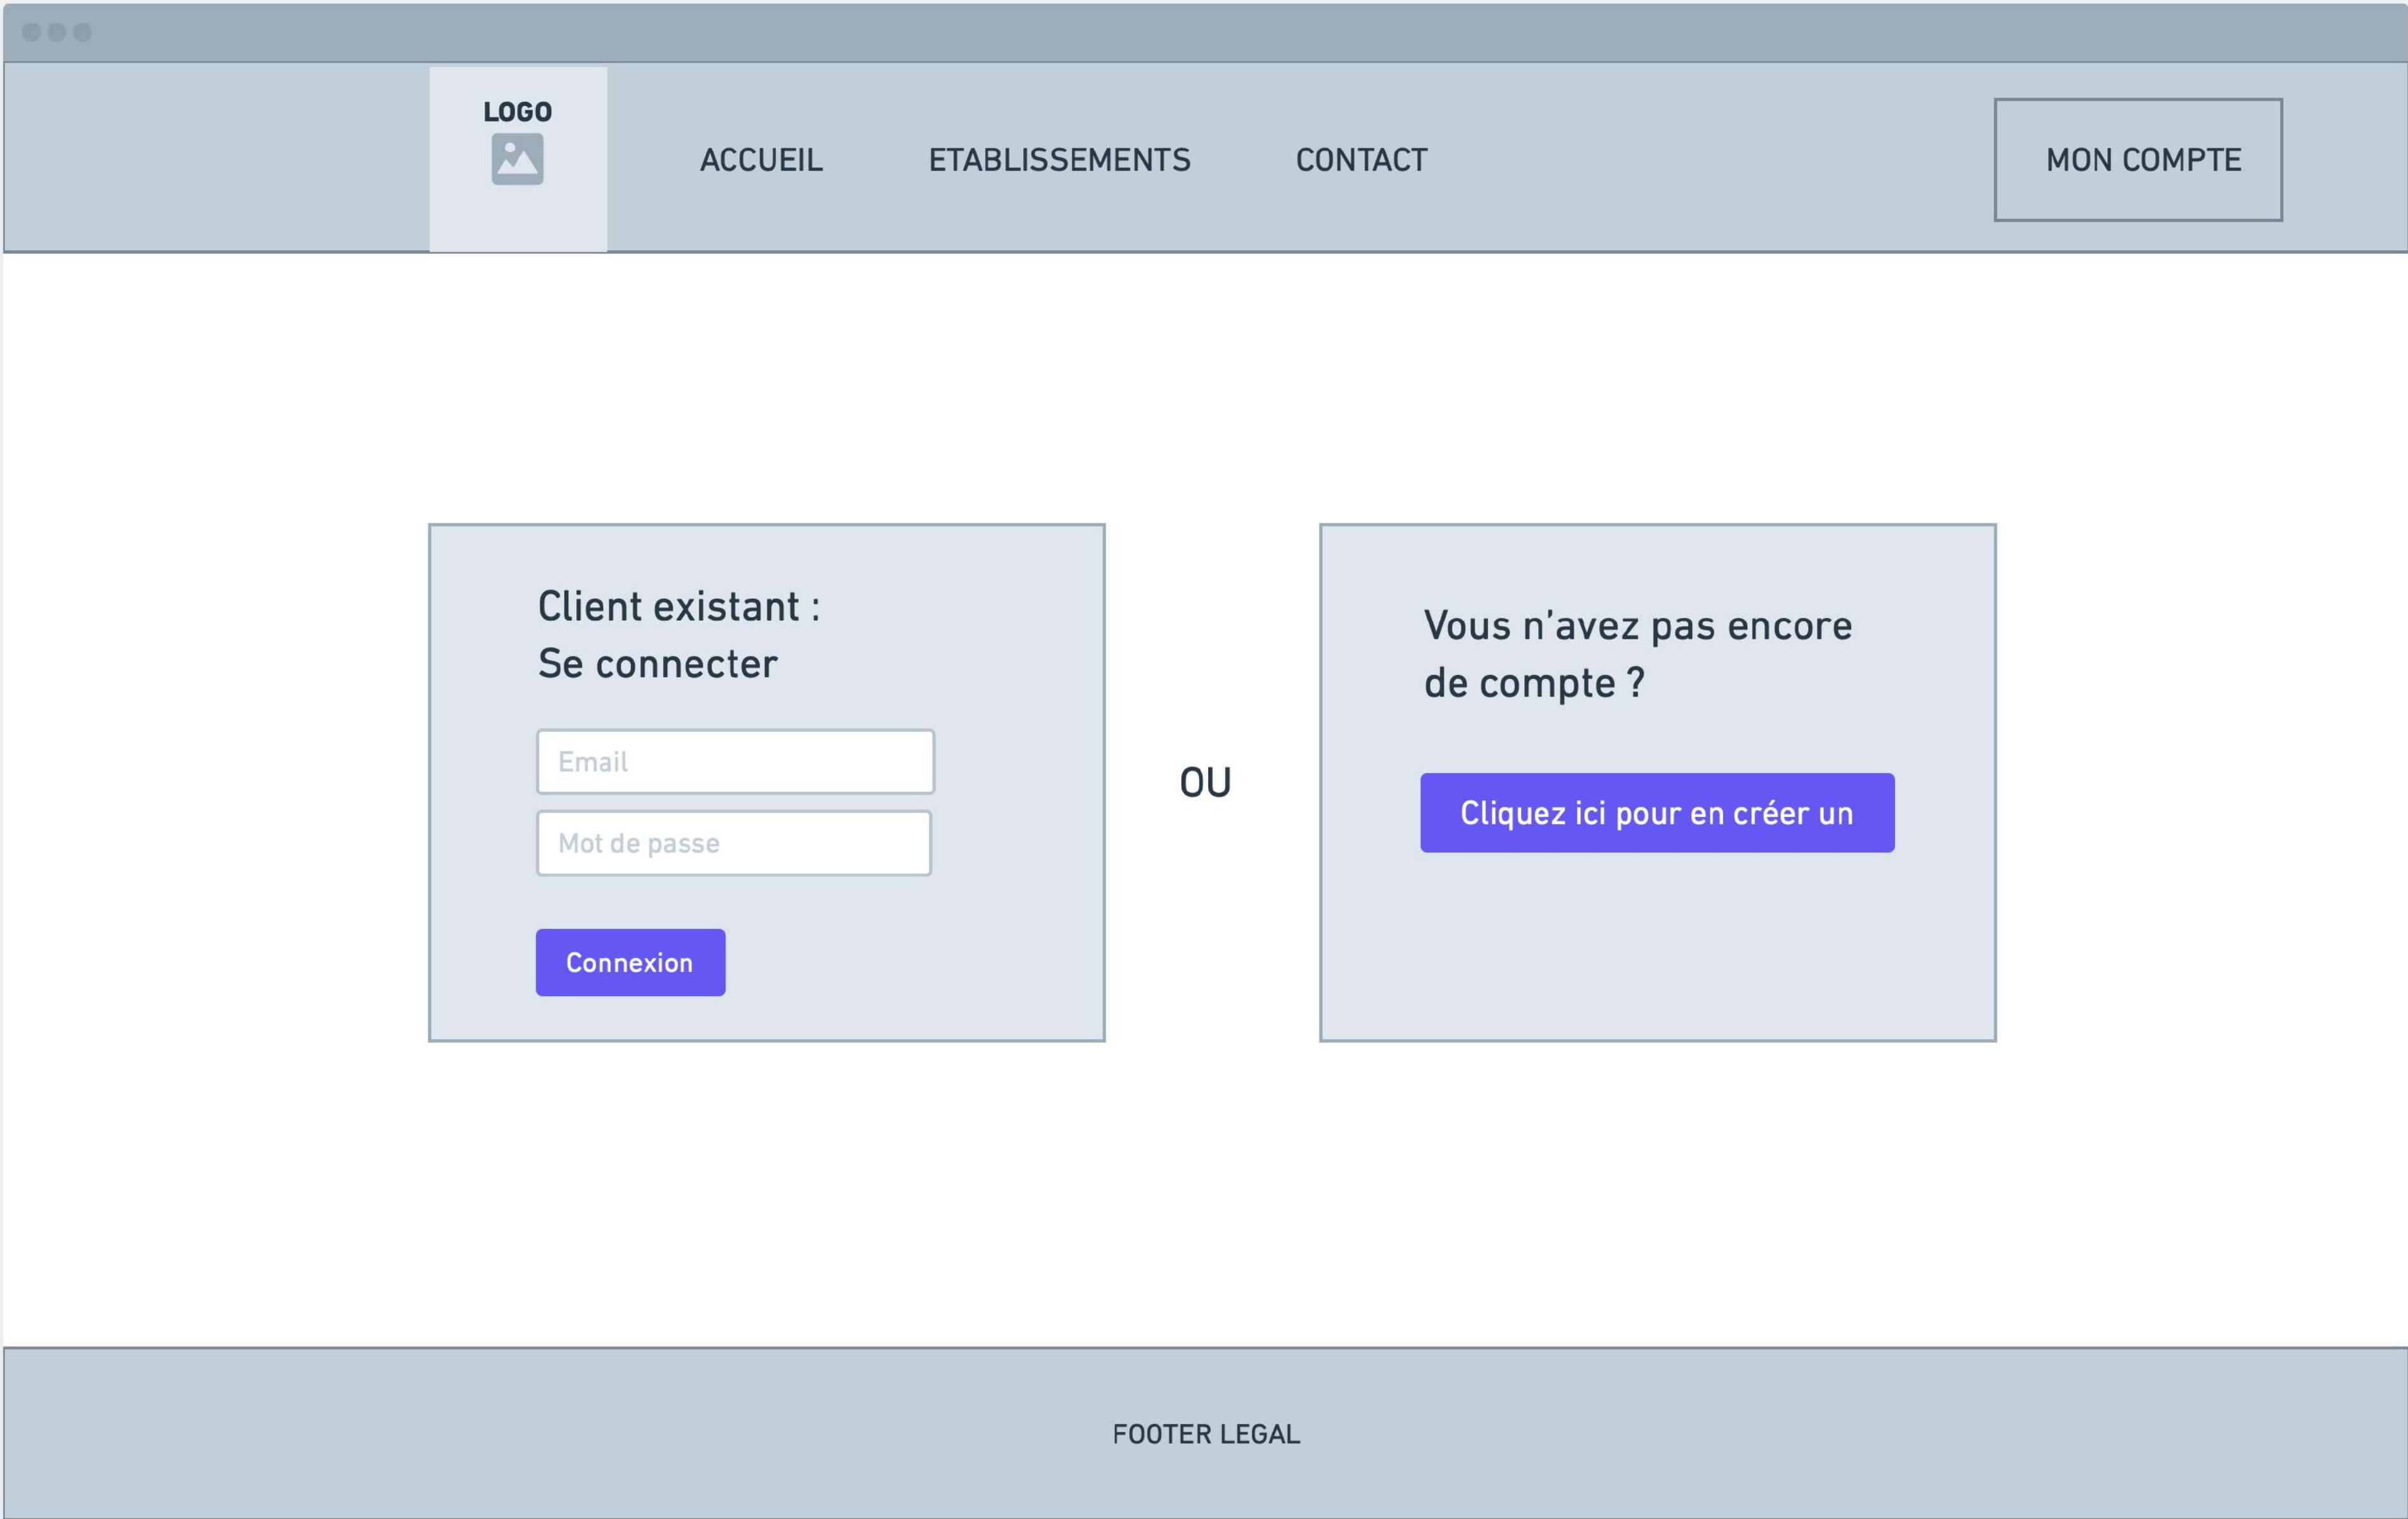 LOGO
ACCUEIL
ETABLISSEMENTS
CONTACT
MON COMPTE
Client existant :
Se connecter
Email
Mot de passe
Connexion
OU
Vous n’avez pas encore
de compte ?
Cliquez ici pour en créer un
FOOTER LEGAL